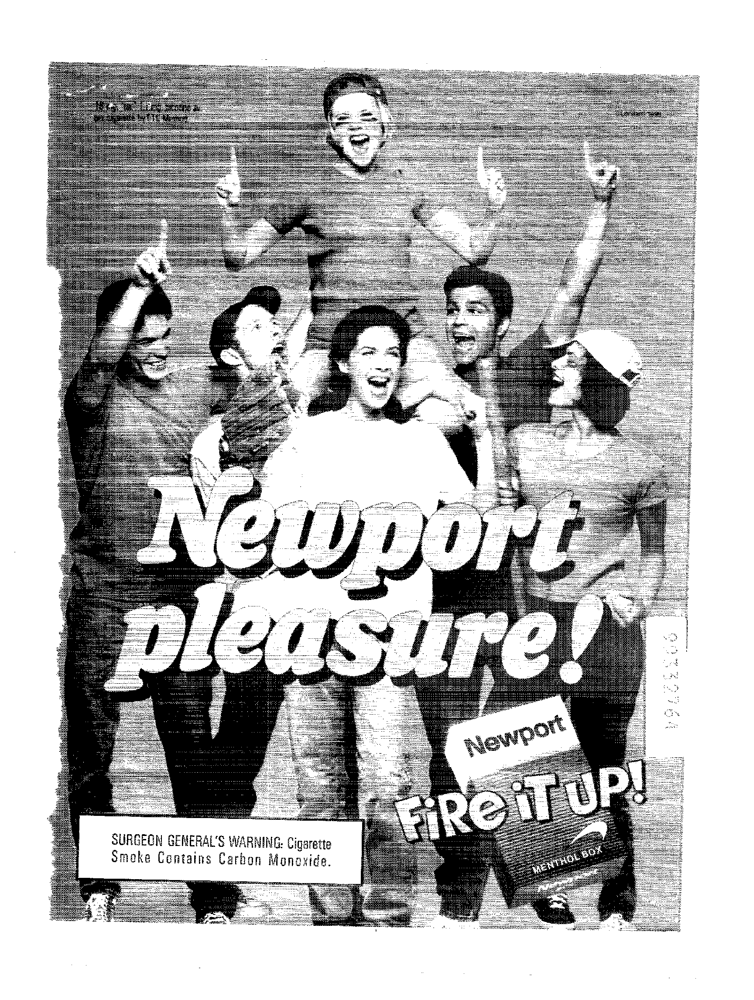 Newport
pleasure!
Newport
FiRe iT UP!
MENTHOL BOX
SURGEON GENERAL'S WARNING: Cigarette
Smoke Contains Carbon Monoxide.